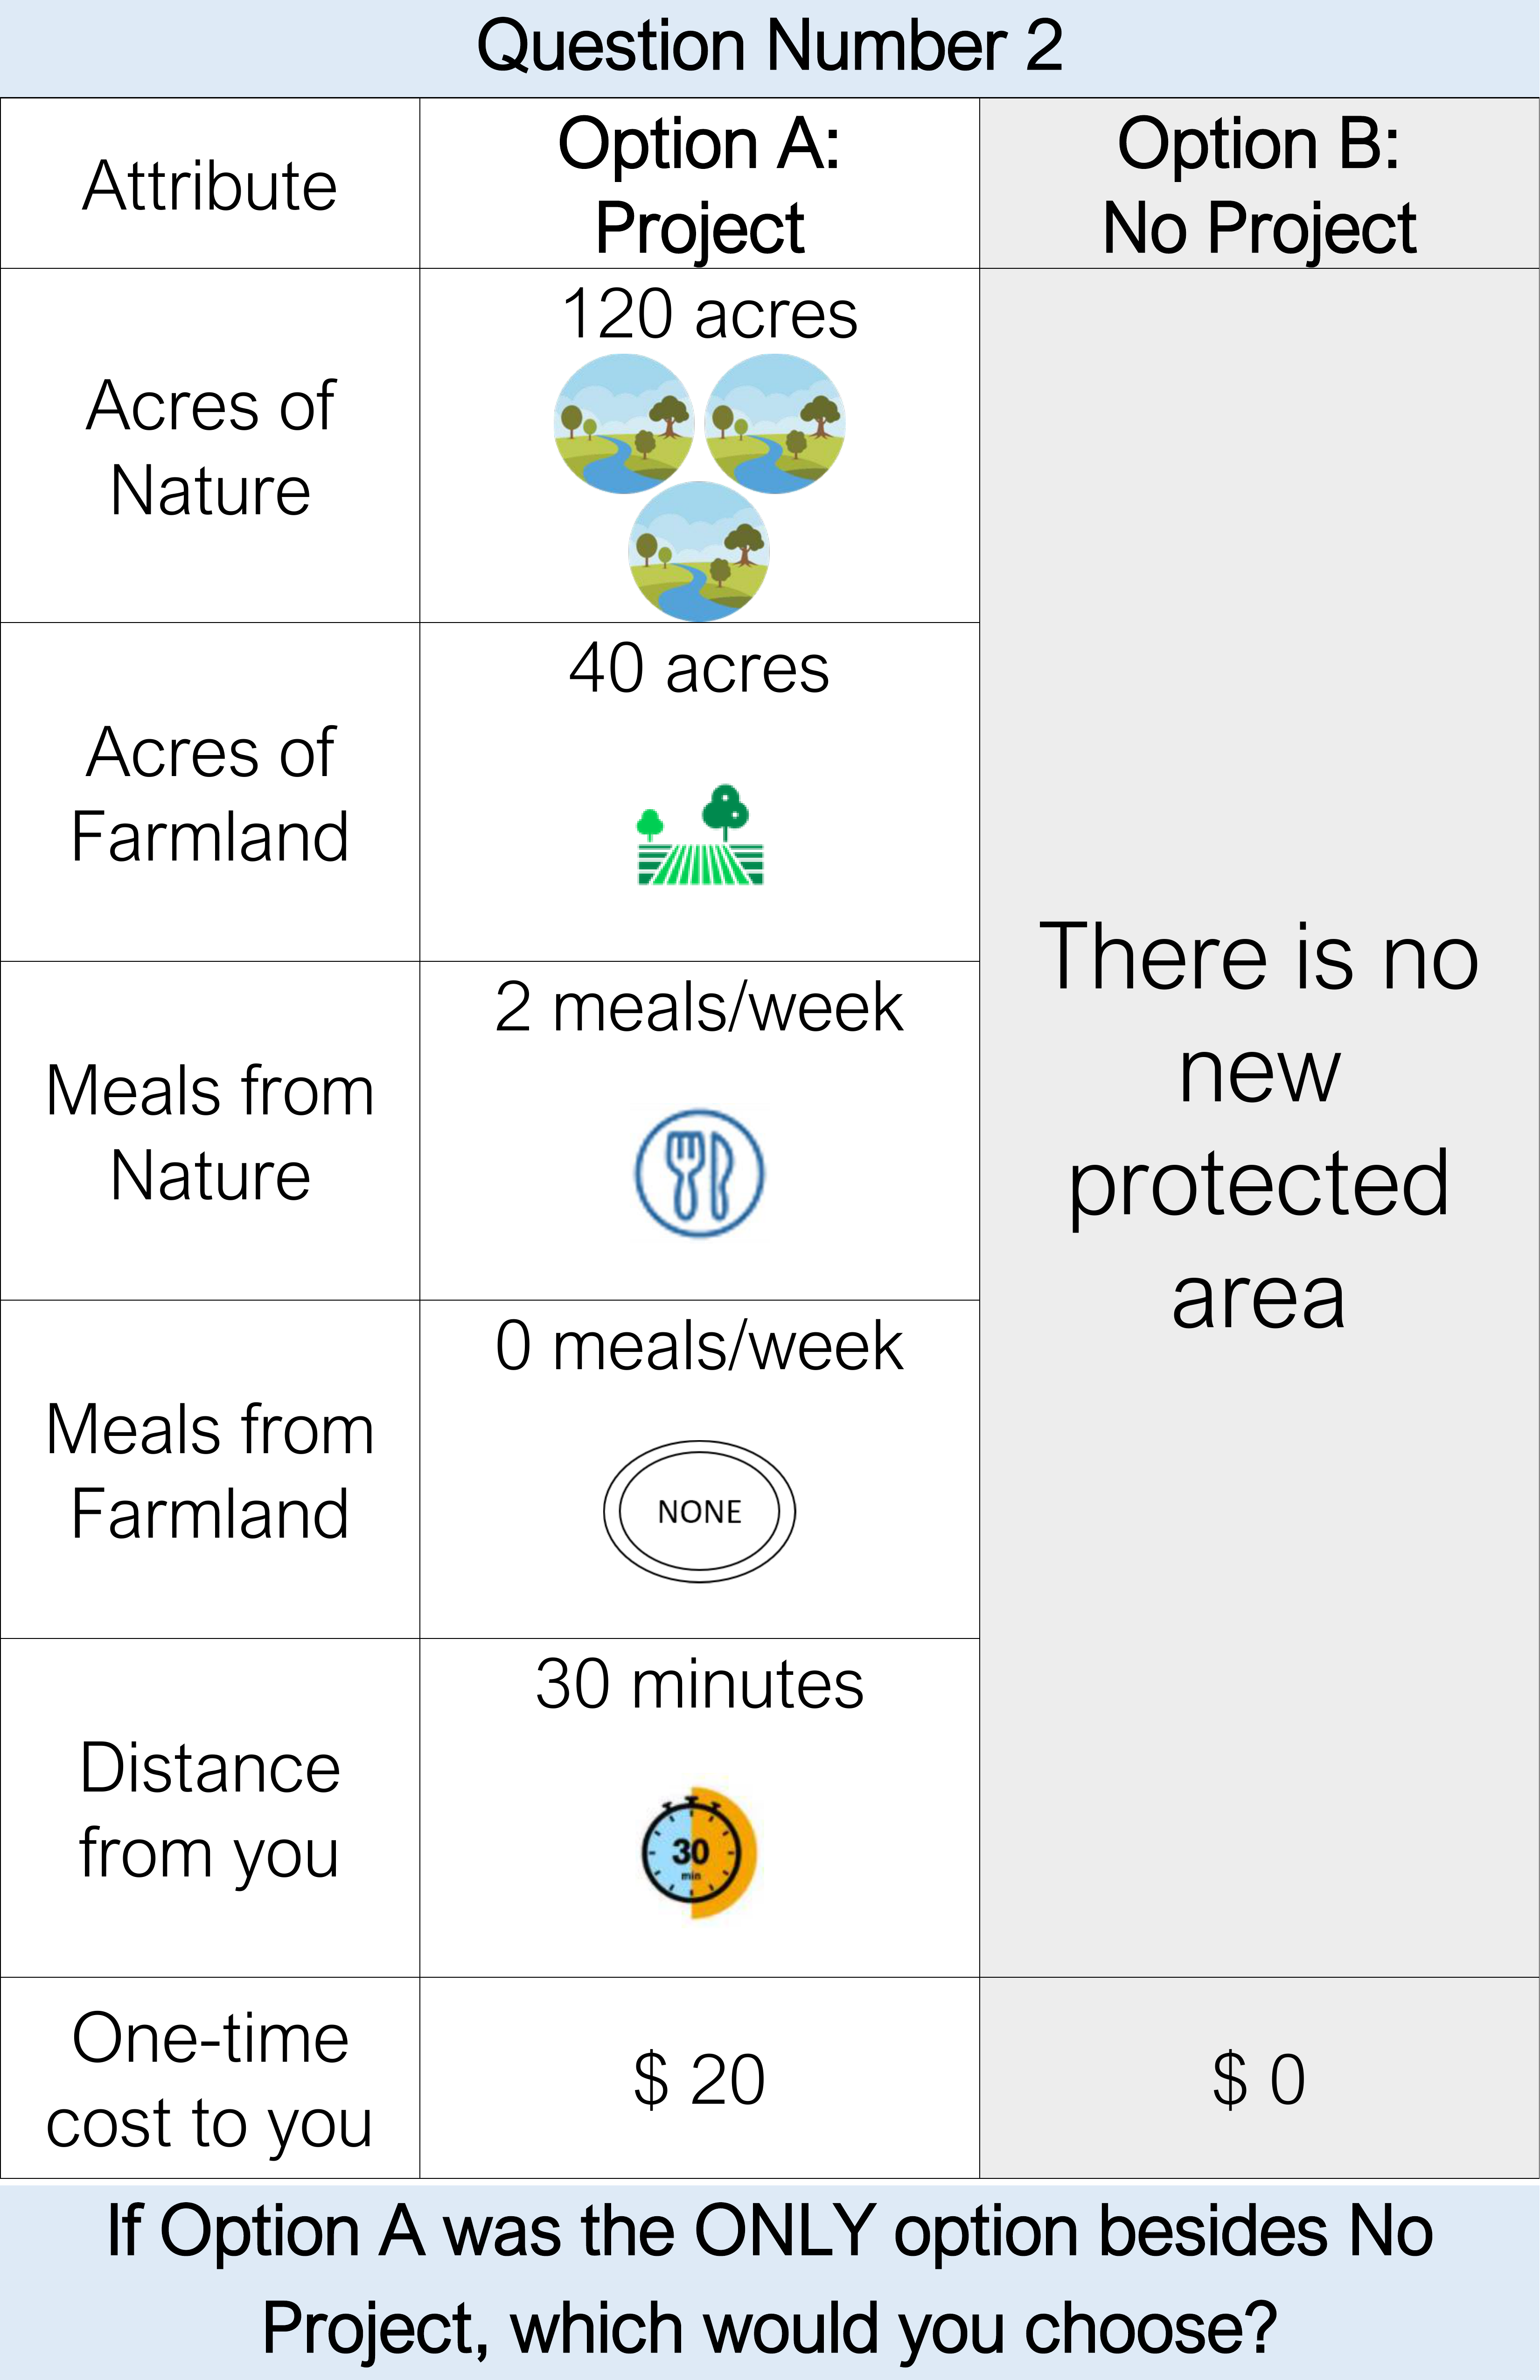 Question Number 2
Attribute
Option A:
Project
Option B:
No Project
Acres of
Nature
120 acres
Acres of
Farmland
40 acres
Meals from
Nature
2 meals/week
Meals from
Farmland
0 meals/week
NONE
Distance
from you
30 minutes
30
min
There is no
new
protected
area
One-time
cost to you
$ 20
$ 0
If Option A was the ONLY option besides No
Project, which would you choose?